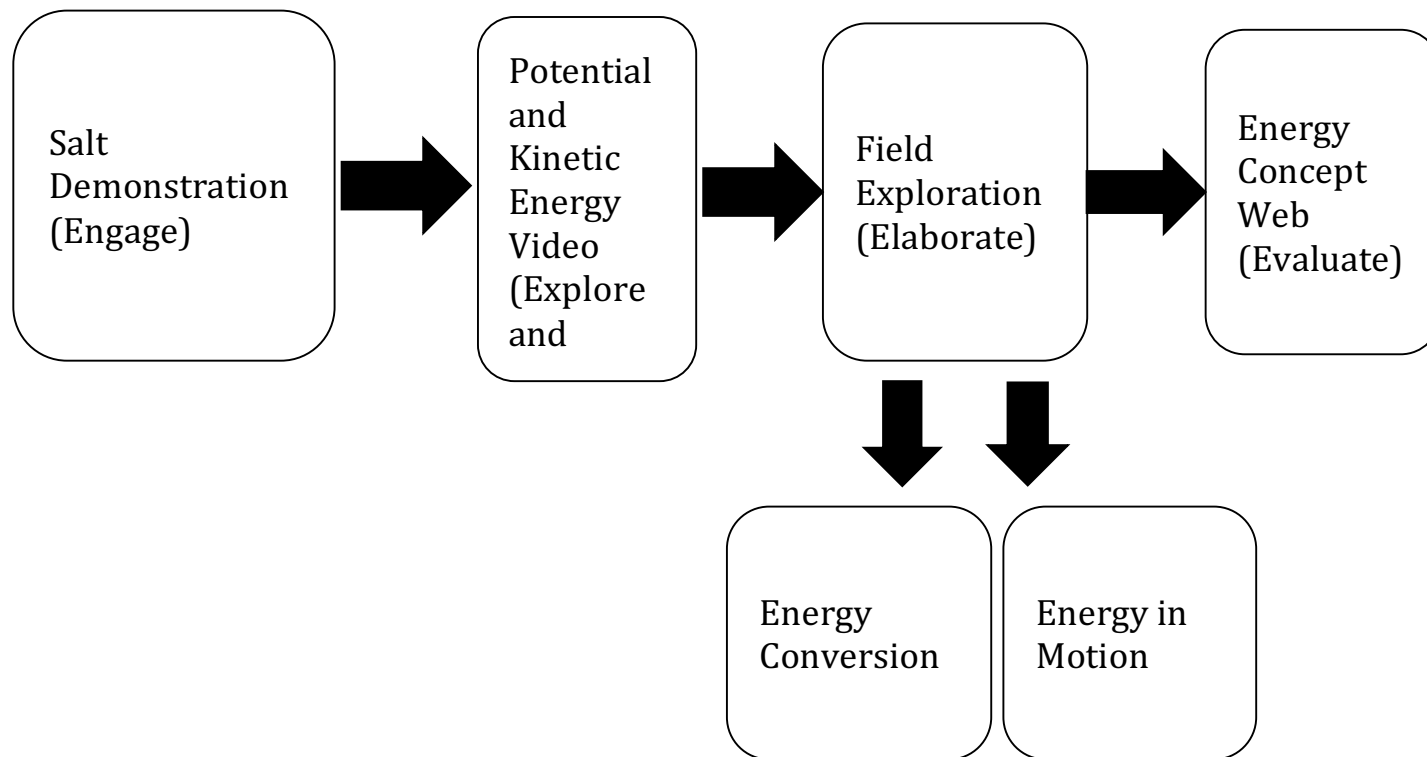 Salt
Demonstration
(Engage)
Potential
and
Kinetic
Energy
Video
(Explore
and
Field
Exploration
(Elaborate)
Energy
Concept
Web
(Evaluate)
Energy
Conversion
Energy in
Motion